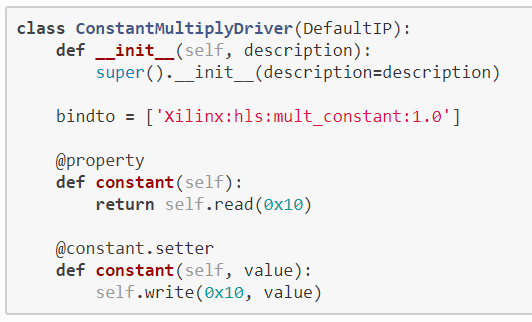 class ConstantMultiplyDriver(DefaultIP):
    def __init__(self, description):
        super().__init__(description=description)
    bindto = ['Xilinx:hls:mult_constant:1.0']
    @property
    def constant(self):
        return self.read(0x10)
    @constant.setter
    def constant(self, value):
        self.write(0x10, value)